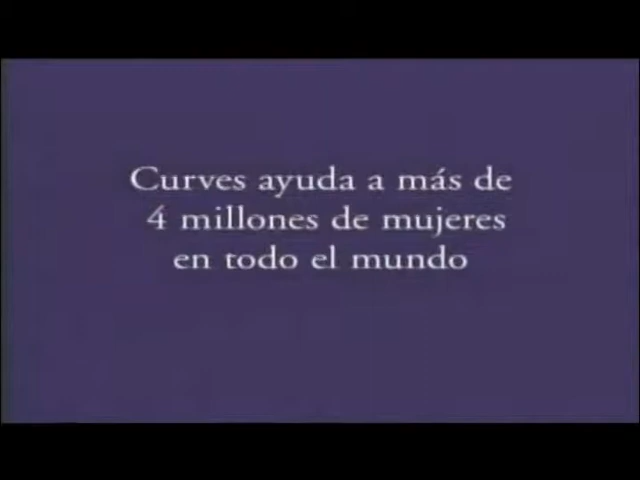 Curves ayuda a más de
4 millones de mujeres
en todo el mundo